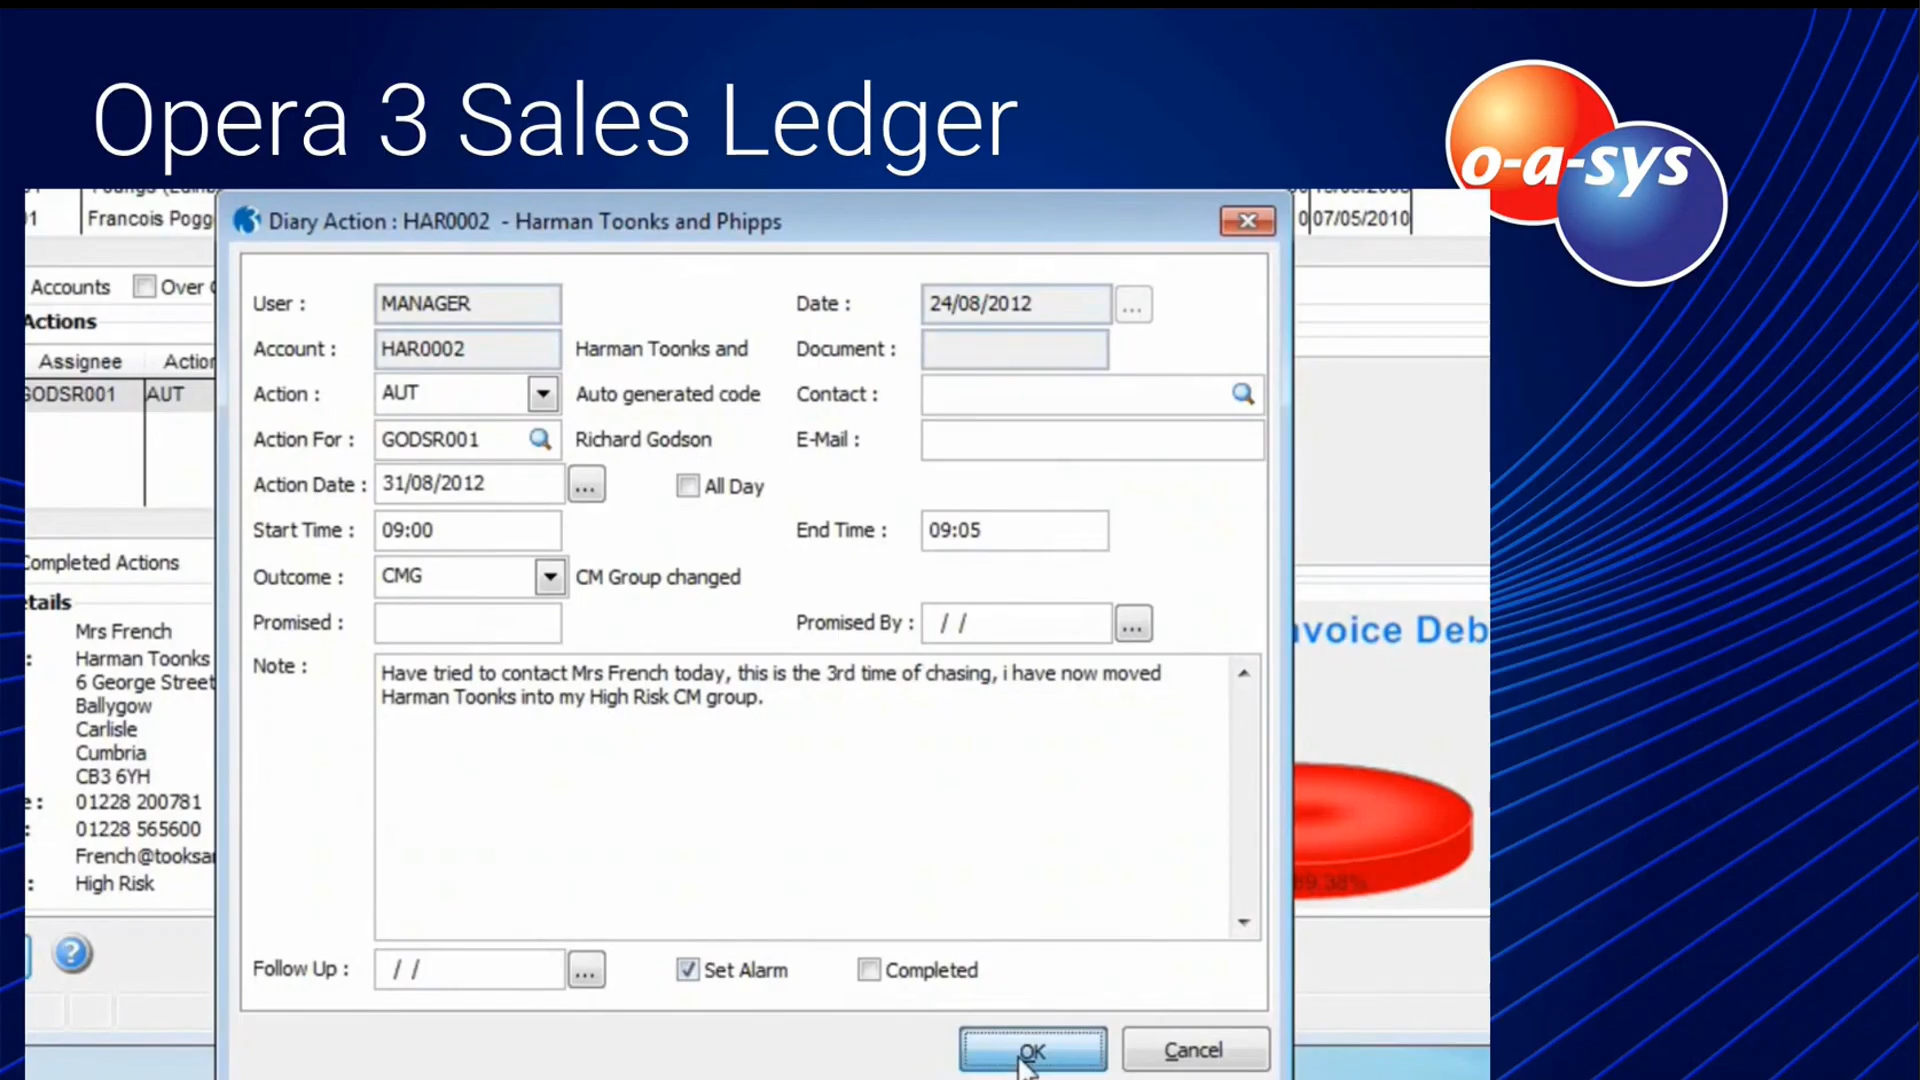 Opera 3 Sales Ledger
o-a-sys
Francois Pogg
07/05/2010
Diary Action : HAR0002 - Harman Toonks and Phipps
Accounts
Over
Actions
Assignee
Action
GODSR001
AUT
Completed Actions
Details
Mrs French
Harman Toonks
6 George Street
Ballygow
Carlisle
Cumbria
CB3 6YH
01228 200781
01228 565600
French@tooksa
High Risk
User : MANAGER
Date : 24/08/2012 ...
Account : HAR0002 Harman Toonks and
Document :
Action : AUT Auto generated code
Contact :
Action For : GODSR001 Richard Godson
E-Mail :
Action Date : 31/08/2012 ... All Day
Start Time : 09:00
End Time : 09:05
Outcome : CMG CM Group changed
Promised :
Promised By : / / ...
Note : Have tried to contact Mrs French today, this is the 3rd time of chasing, i have now moved
Harman Toonks into my High Risk CM group.
Follow Up : / / ... Set Alarm Completed
OK Cancel
voice Deb
89.38%